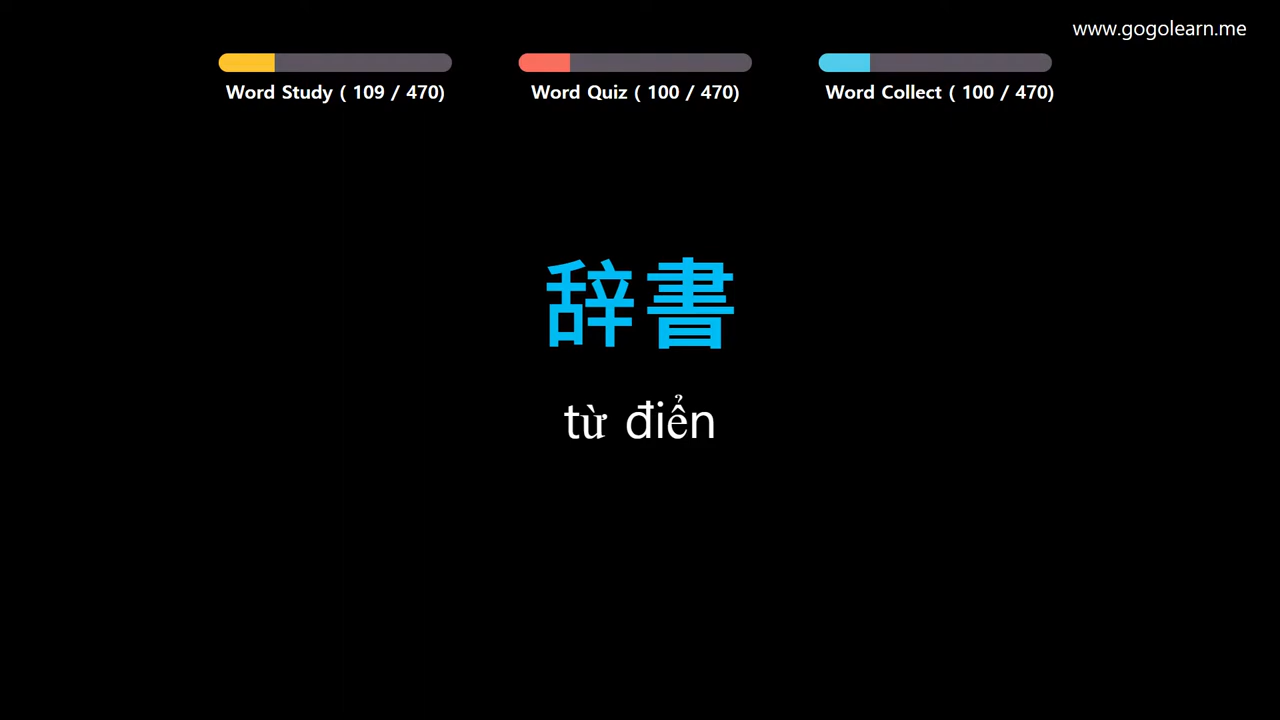 www.gogolearn.me
Word Study ( 109 / 470)
Word Quiz ( 100 / 470)
Word Collect ( 100 / 470)
辞書
từ điển